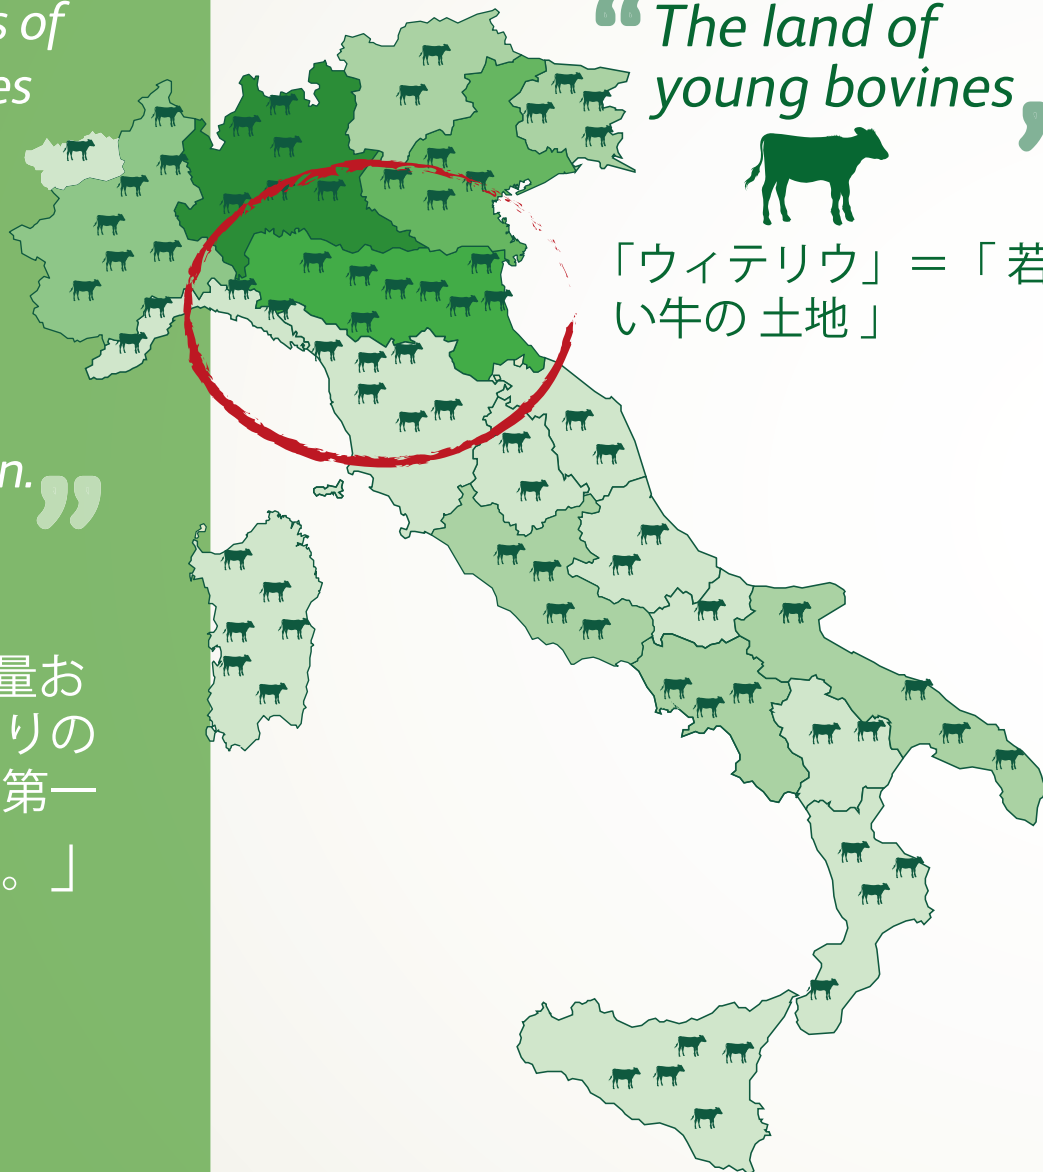 s of
es
n.”
量お
りの
第一
。」
“The land of
young bovines
「ウィテリウ」＝「 若
い牛の 土地 」